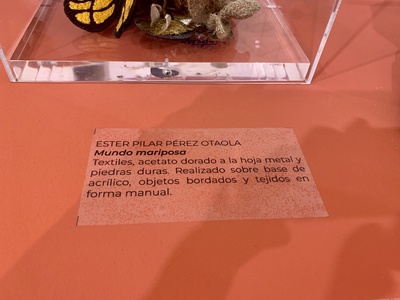 ESTER PILAR PÉREZ OTAOLA
Mundo mariposa
Textiles, acetato dorado a la hoja metal y
piedras duras. Realizado sobre base de
acrílico, objetos bordados y tejidos en
forma manual.